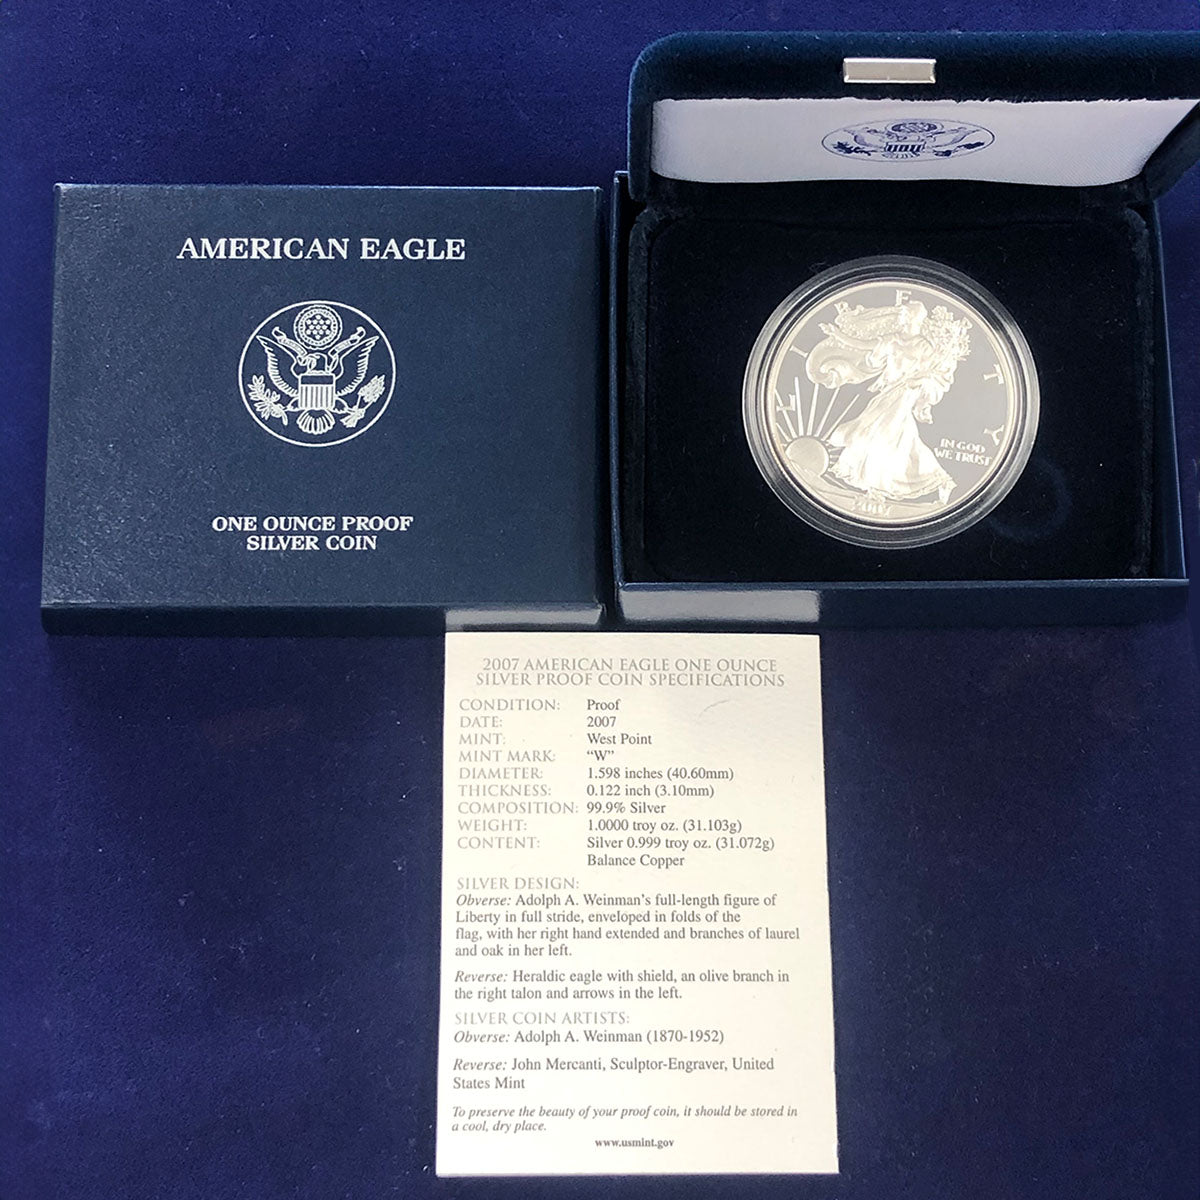 AMERICAN EAGLE
ONE OUNCE PROOF
SILVER COIN
LIBERTY
IN GOD
WE TRUST
2007
2007 AMERICAN EAGLE ONE OUNCE
SILVER PROOF COIN SPECIFICATIONS
CONDITION: Proof
DATE: 2007
MINT: West Point
MINT MARK: “W”
DIAMETER: 1.598 inches (40.60mm)
THICKNESS: 0.122 inch (3.10mm)
COMPOSITION: 99.9% Silver
WEIGHT: 1.0000 troy oz. (31.103g)
CONTENT: Silver 0.999 troy oz. (31.072g)
Balance Copper
SILVER DESIGN:
Obverse: Adolph A. Weinman’s full-length figure of
Liberty in full stride, enveloped in folds of the
flag, with her right hand extended and branches of laurel
and oak in her left.
Reverse: Heraldic eagle with shield, an olive branch in
the right talon and arrows in the left.
SILVER COIN ARTISTS:
Obverse: Adolph A. Weinman (1870-1952)
Reverse: John Mercanti, Sculptor-Engraver, United
States Mint
To preserve the beauty of your proof coin, it should be stored in
a cool, dry place.
www.usmint.gov